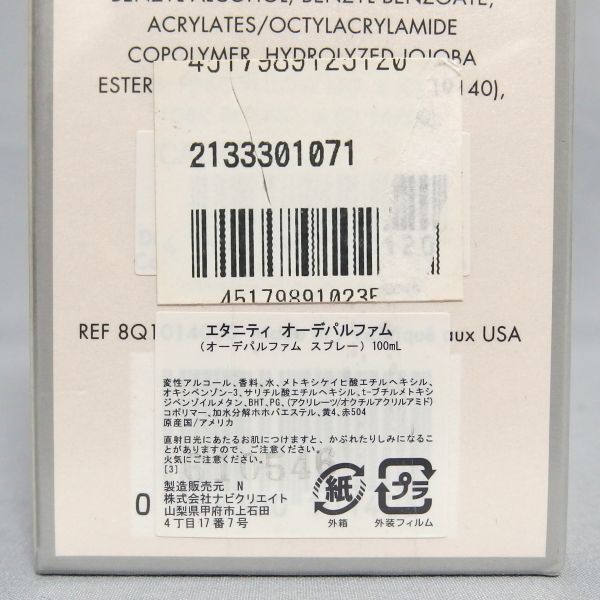 BENZYL ALCOHOL, BENZYL BENZOATE,
ACRYLATES/OCTYLACRYLAMIDE
COPOLYMER, HYDROLYZED JOJOBA
ESTER 19140),
2133301071
REF 8Q1 aux USA
エタニティ オーデパルファム
(オーデパルファム スプレー) 100mL
変性アルコール、香料、水、メトキシケイヒ酸エチルヘキシル、
オキシベンゾン-3、サリチル酸エチルヘキシル、t-ブチルメトキシ
ジベンゾイルメタン、BHT、PG、(アクリレーツ/オクチルアクリルアミド)
コポリマー、加水分解ホホバエステル、黄4、赤504
原産国/アメリカ
直射日光にあたるお肌につけますと、かぶれたりしみになるこ
とがありますので、ご注意ください。
火気にご注意ください。
[3]
製造販売元 N
株式会社ナピクリエイト
山梨県甲府市上石田
4丁目17番7号
紙
外箱
プラ
外装フィルム
0